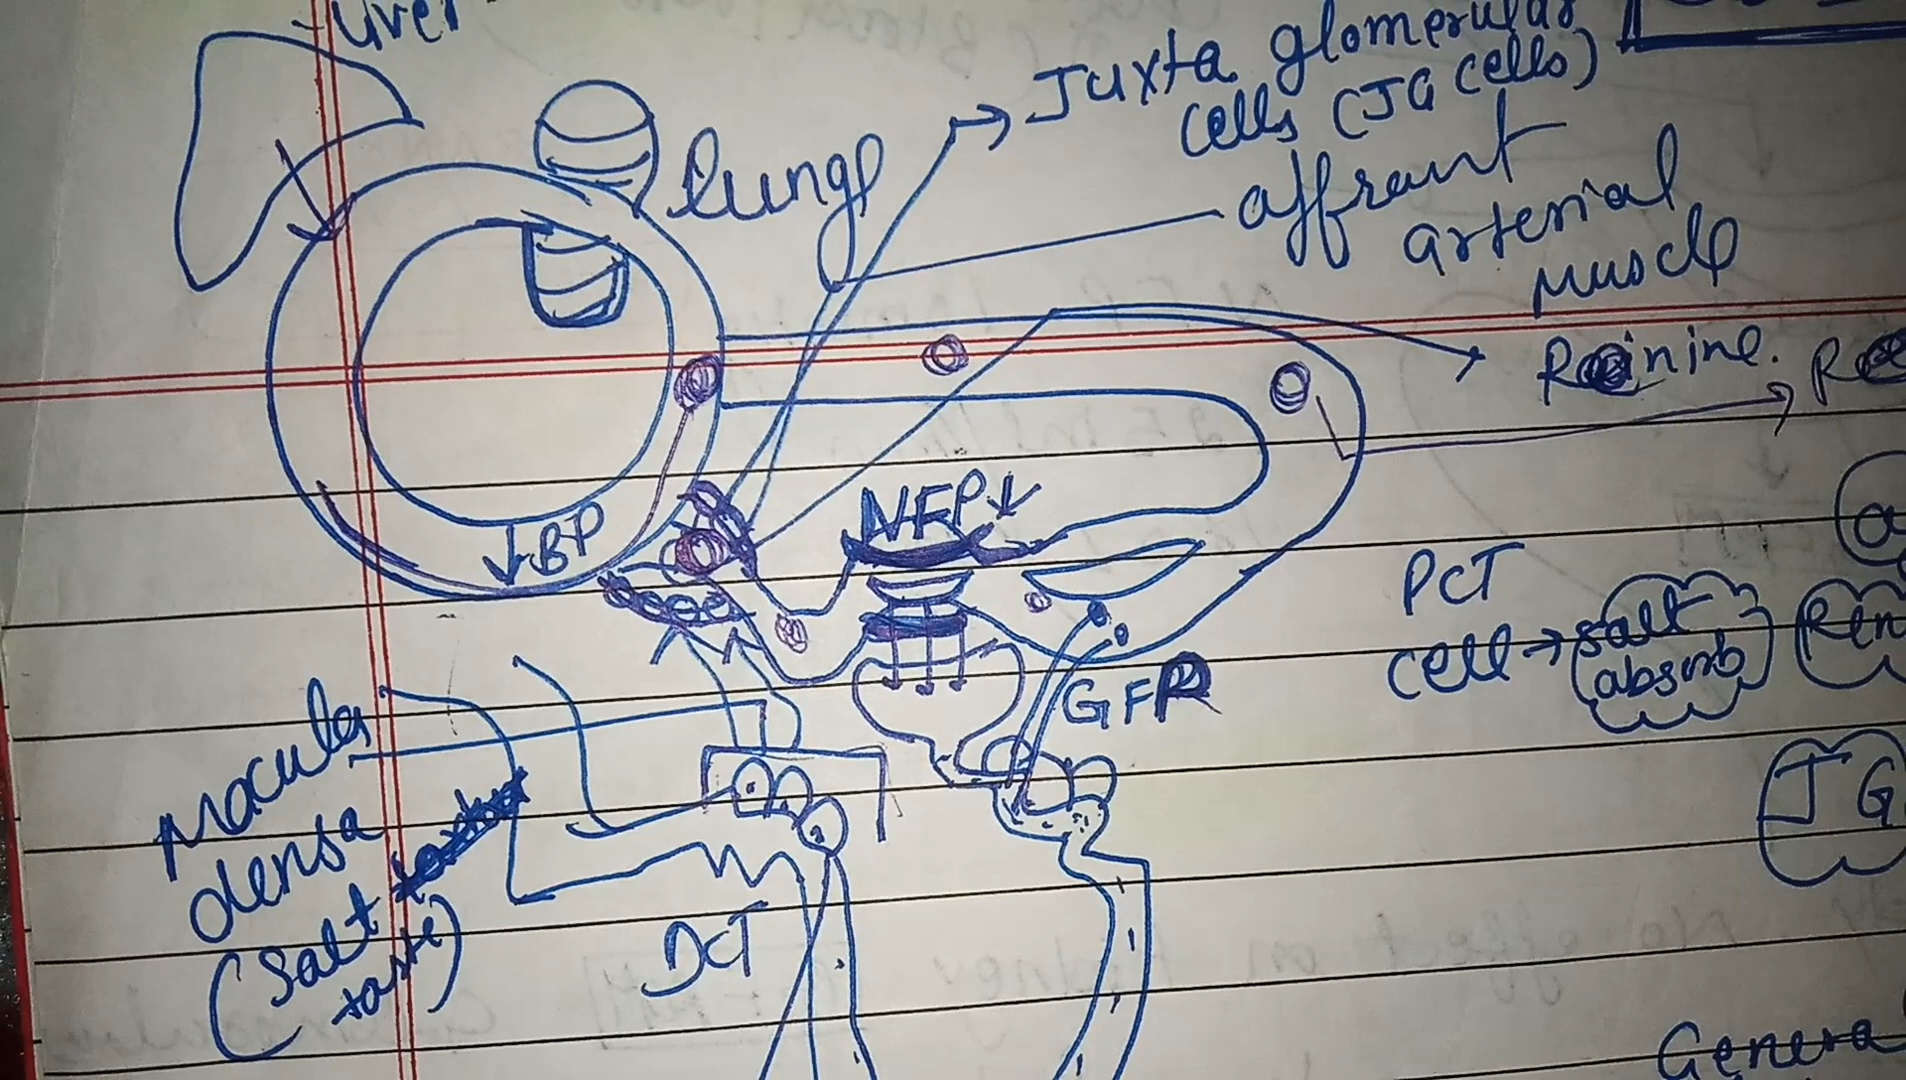 Liver
Juxta glomerular
cells (JG cells)
lungs
affrant
arterial
muscle
Reinine.
NFP↓
↓BP
PCT
cell → salt
absorb
Ren
GFR
Macula
densa
(salt
taste)
JG
DCT
Genera